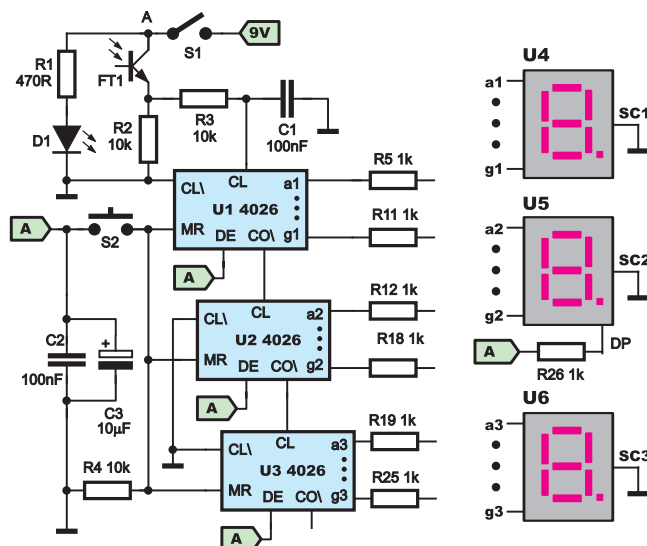 A
9V
S1
R1
470R
FT1
R3
10k
C1
100nF
R2
10k
D1
CL\
CL
a1
U1 4026
MR
DE
CO\
g1
R5 1k
R11 1k
A
S2
A
CL
CL\
a2
U2 4026
MR
DE
CO\
g2
R12 1k
R18 1k
C2
100nF
+
C3
10µF
A
CL
CL\
a3
U3 4026
MR
DE
CO\
g3
R19 1k
R25 1k
R4 10k
A
U4
a1
g1
SC1
U5
a2
g2
SC2
DP
A
R26 1k
U6
a3
g3
SC3